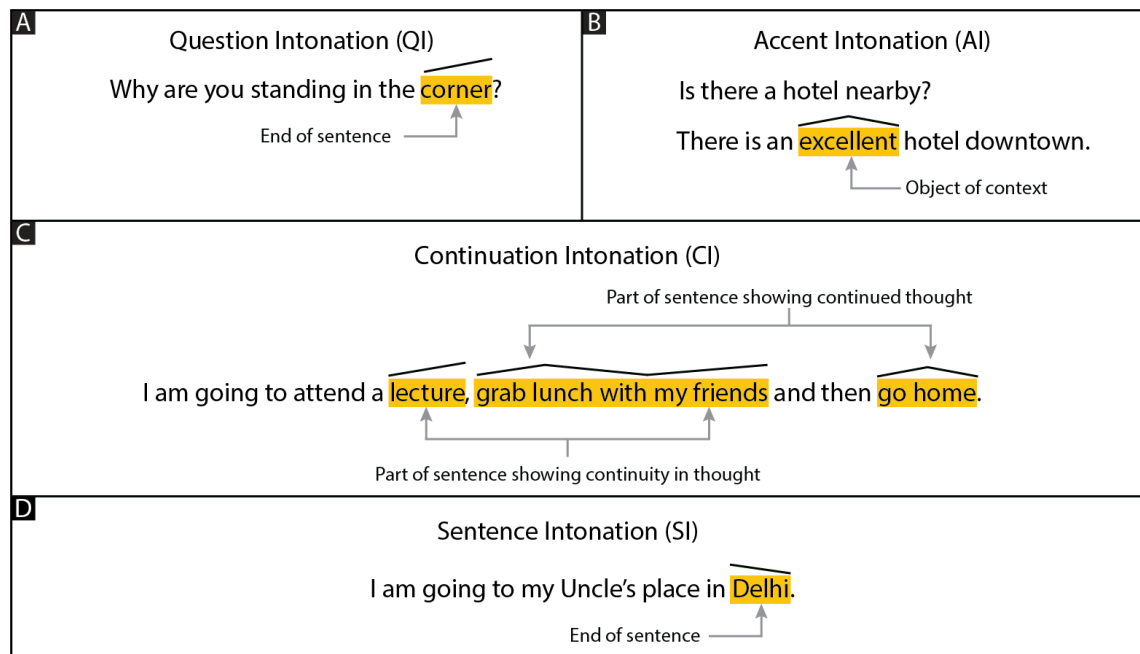 A
Question Intonation (QI)
Why are you standing in the corner?
End of sentence
B
Accent Intonation (AI)
Is there a hotel nearby?
There is an excellent hotel downtown.
Object of context
C
Continuation Intonation (CI)
Part of sentence showing continued thought
I am going to attend a lecture, grab lunch with my friends and then go home.
Part of sentence showing continuity in thought
D
Sentence Intonation (SI)
I am going to my Uncle’s place in Delhi.
End of sentence